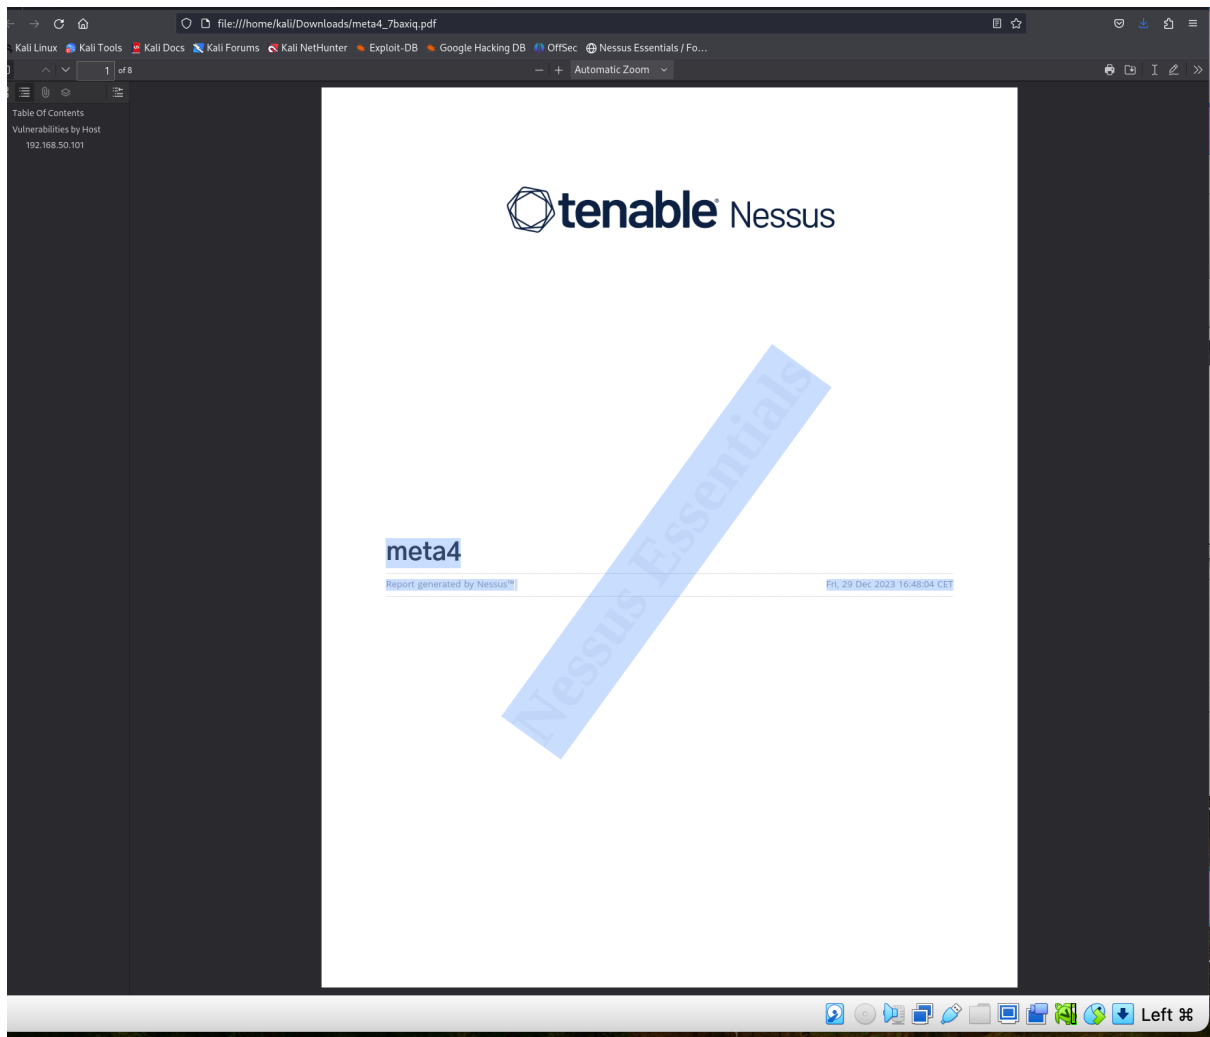 file:///home/kali/Downloads/meta4_7baxiq.pdf
Kali Linux Kali Tools Kali Docs Kali Forums Kali NetHunter Exploit-DB Google Hacking DB OffSec Nessus Essentials / Fo…
1 of 8 Automatic Zoom
Table Of Contents
Vulnerabilities by Host
192.168.50.101
tenable Nessus
Nessus Essentials
meta4
Report generated by Nessus™ Fri, 29 Dec 2023 16:48:04 CET
Left ⌘